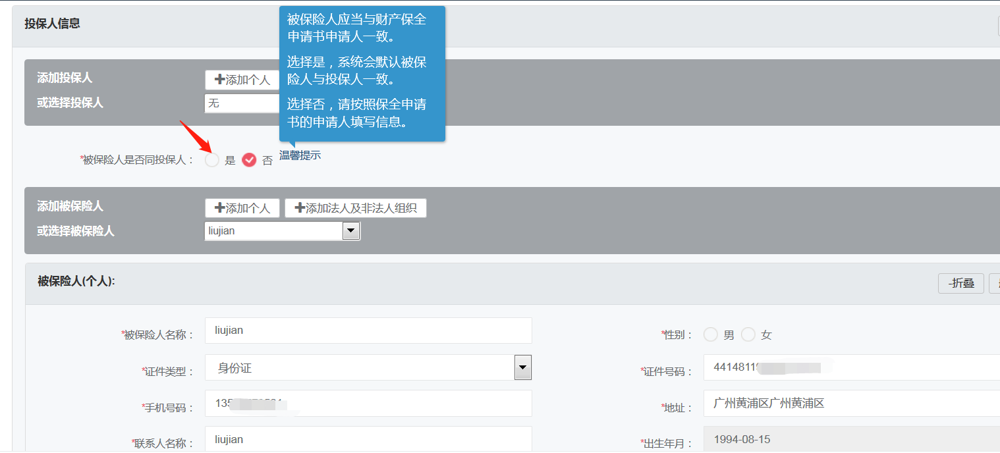 投保人信息
被保险人应当与财产保全
申请书申请人一致。
选择是，系统会默认被保
险人与投保人一致。
选择否，请按照保全申请
书的申请人填写信息。
添加投保人
✚添加个人
或选择投保人
无
*被保险人是否同投保人： 是 否 温馨提示
添加被保险人
✚添加个人 ✚添加法人及非法人组织
或选择被保险人
liujian
被保险人(个人):
-折叠
*被保险人名称： liujian *性别： 男 女
*证件类型： 身份证 *证件号码： 4414811
*手机号码： 135 *地址： 广州黄浦区广州黄浦区
*联系人名称： liujian *出生年月： 1994-08-15